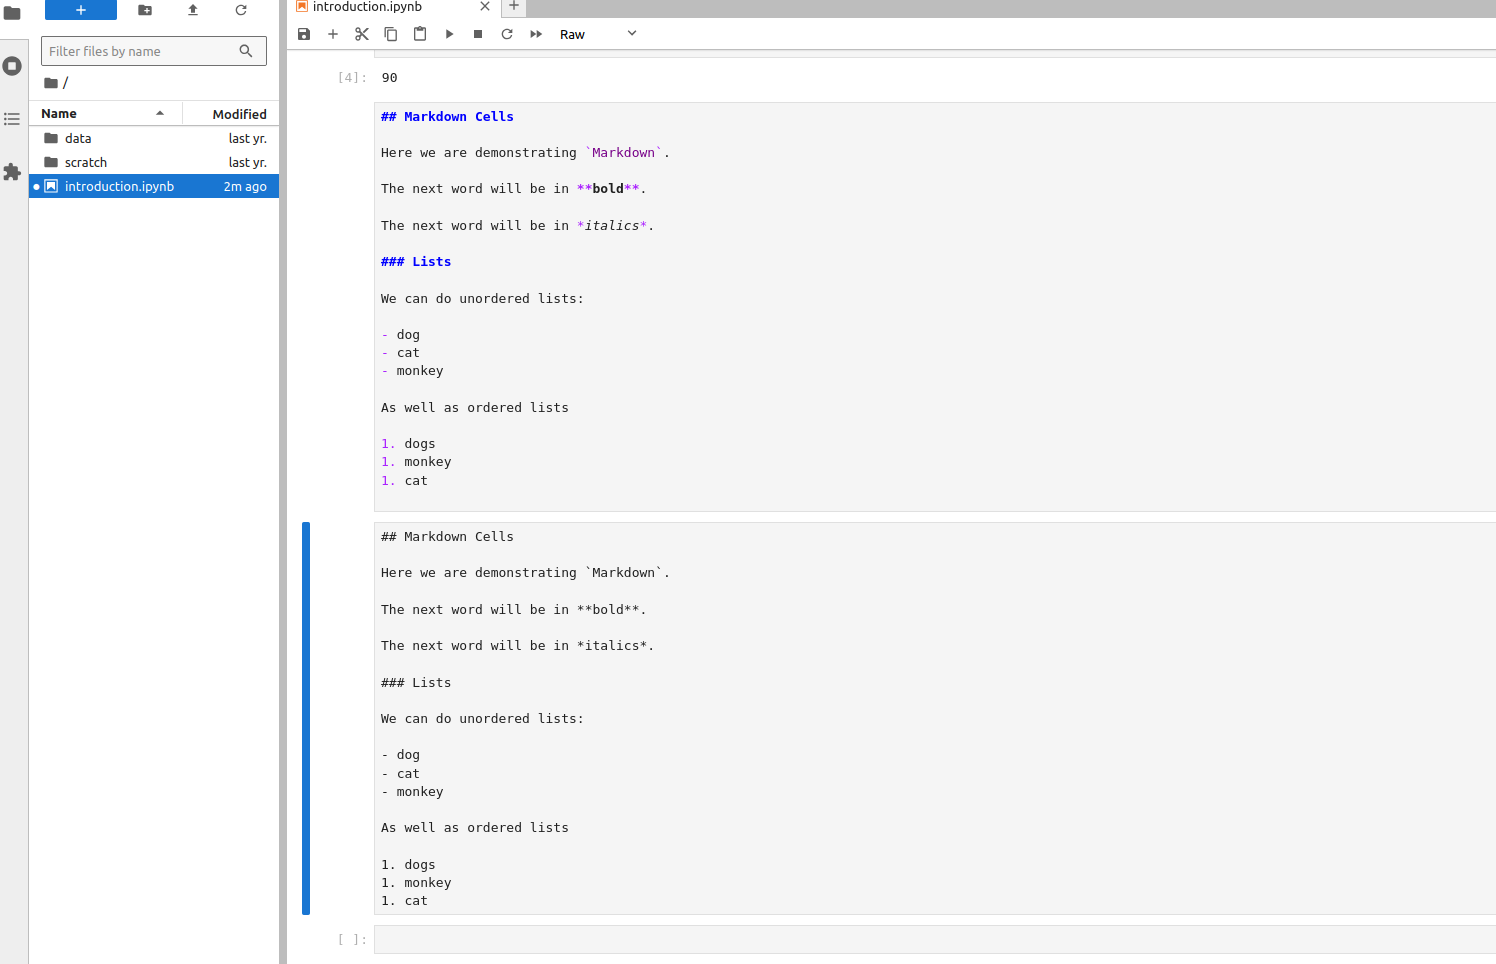 introduction.ipynb
Raw
Filter files by name
/
Name Modified
data last yr.
scratch last yr.
introduction.ipynb 2m ago
[4]: 90
## Markdown Cells
Here we are demonstrating `Markdown`.
The next word will be in **bold**.
The next word will be in *italics*.
### Lists
We can do unordered lists:
- dog
- cat
- monkey
As well as ordered lists
1. dogs
1. monkey
1. cat
## Markdown Cells
Here we are demonstrating `Markdown`.
The next word will be in **bold**.
The next word will be in *italics*.
### Lists
We can do unordered lists:
- dog
- cat
- monkey
As well as ordered lists
1. dogs
1. monkey
1. cat
[ ]: